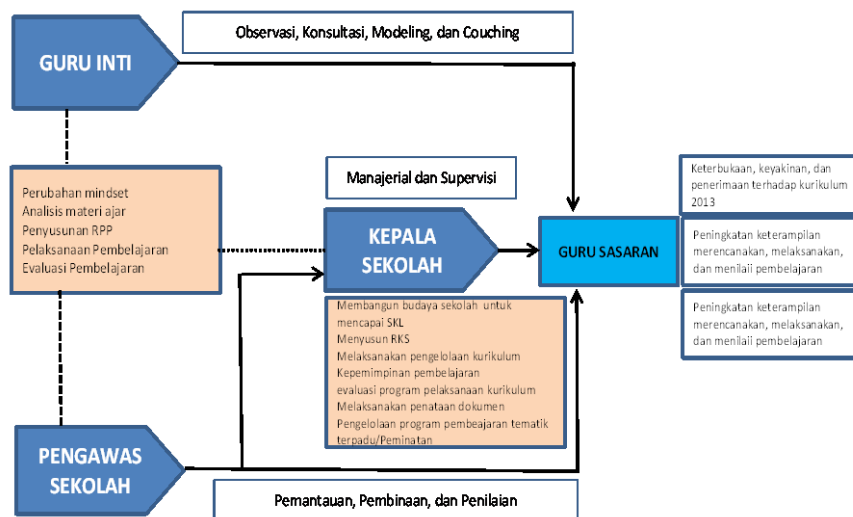 Observasi, Konsultasi, Modeling, dan Couching
GURU INTI
Perubahan mindset
Analisis materi ajar
Penyusunan RPP
Pelaksanaan Pembelajaran
Evaluasi Pembelajaran
Manajerial dan Supervisi
KEPALA
SEKOLAH
Membangun budaya sekolah untuk
mencapai SKL
Menyusun RKS
Melaksanakan pengelolaan kurikulum
Kepemimpinan pembelajaran
evaluasi program pelaksanaan kurikulum
Melaksanakan penataan dokumen
Pengelolaan program pembeajaran tematik
terpadu/Peminatan
GURU SASARAN
Keterbukaan, keyakinan, dan
penerimaan terhadap kurikulum
2013
Peningkatan keterampilan
merencanakan, melaksanakan,
dan menilaii pembelajaran
Peningkatan keterampilan
merencanakan, melaksanakan,
dan menilaii pembelajaran
PENGAWAS
SEKOLAH
Pemantauan, Pembinaan, dan Penilaian